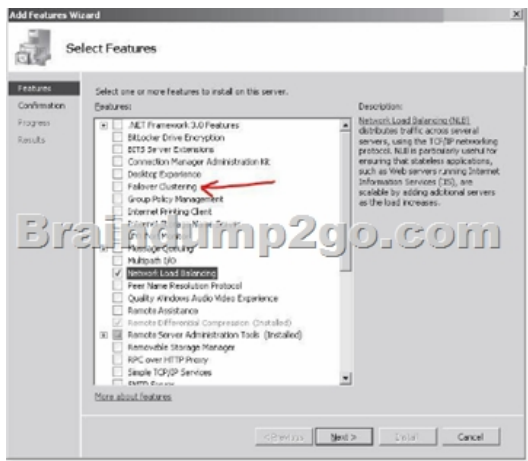 Add Features Wizard
Select Features
Features
Confirmation
Progress
Results
Select one or more features to install on this server.
Features:
.NET Framework 3.0 Features
BitLocker Drive Encryption
BITS Server Extensions
Connection Manager Administration Kit
Desktop Experience
Failover Clustering
Group Policy Management
Internet Printing Client
Message Queuing
Multipath I/O
Network Load Balancing
Peer Name Resolution Protocol
Quality Windows Audio Video Experience
Remote Assistance
Remote Differential Compression (Installed)
Remote Server Administration Tools (Installed)
Removable Storage Manager
RPC over HTTP Proxy
Simple TCP/IP Services
SMTP Server
More about features
Description:
Network Load Balancing (NLB)
distributes traffic across several
servers, using the TCP/IP networking
protocol. NLB is particularly useful for
ensuring that stateless applications,
such as Web servers running Internet
Information Services (IIS), are
scalable by adding additional servers
as the load increases.
Braindump2go.com
< Previous
Next >
Install
Cancel